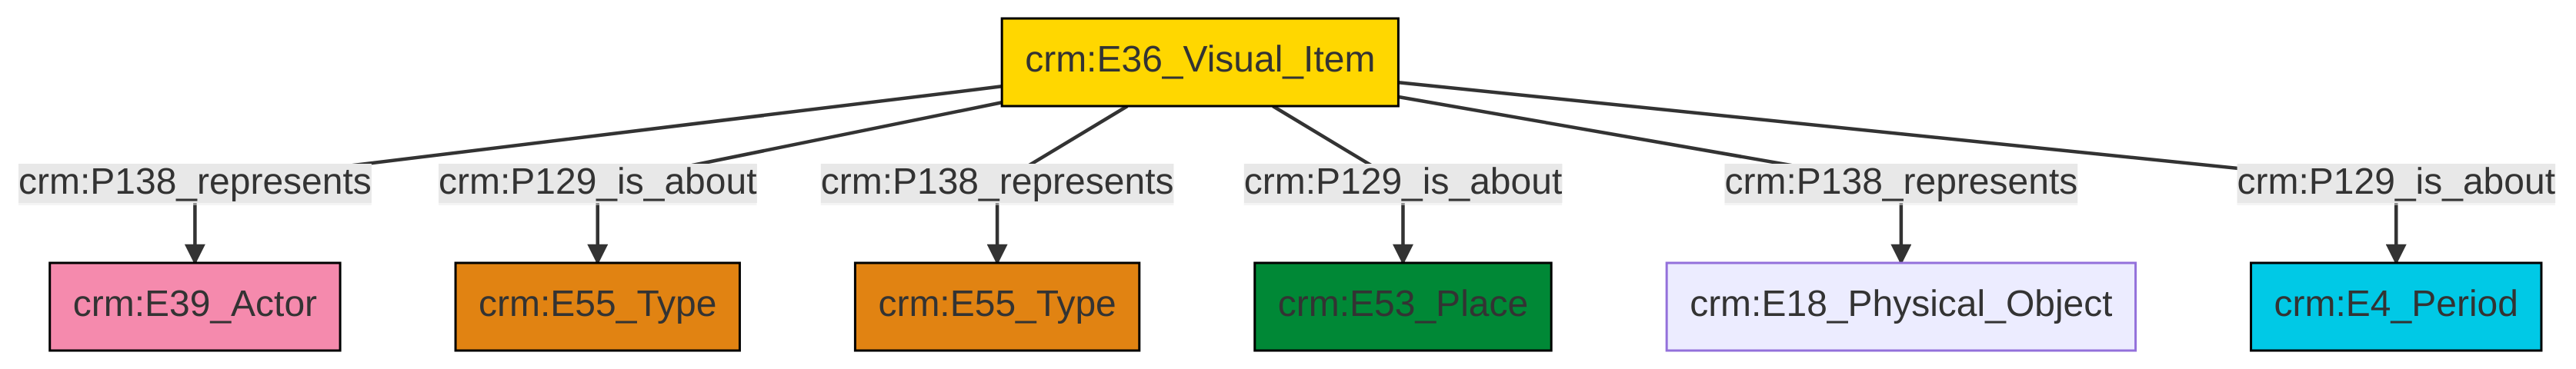 crm:E36_Visual_Item
crm:P138_represents
crm:P129_is_about
crm:P138_represents
crm:P129_is_about
crm:P138_represents
crm:P129_is_about
crm:E39_Actor
crm:E55_Type
crm:E55_Type
crm:E53_Place
crm:E18_Physical_Object
crm:E4_Period